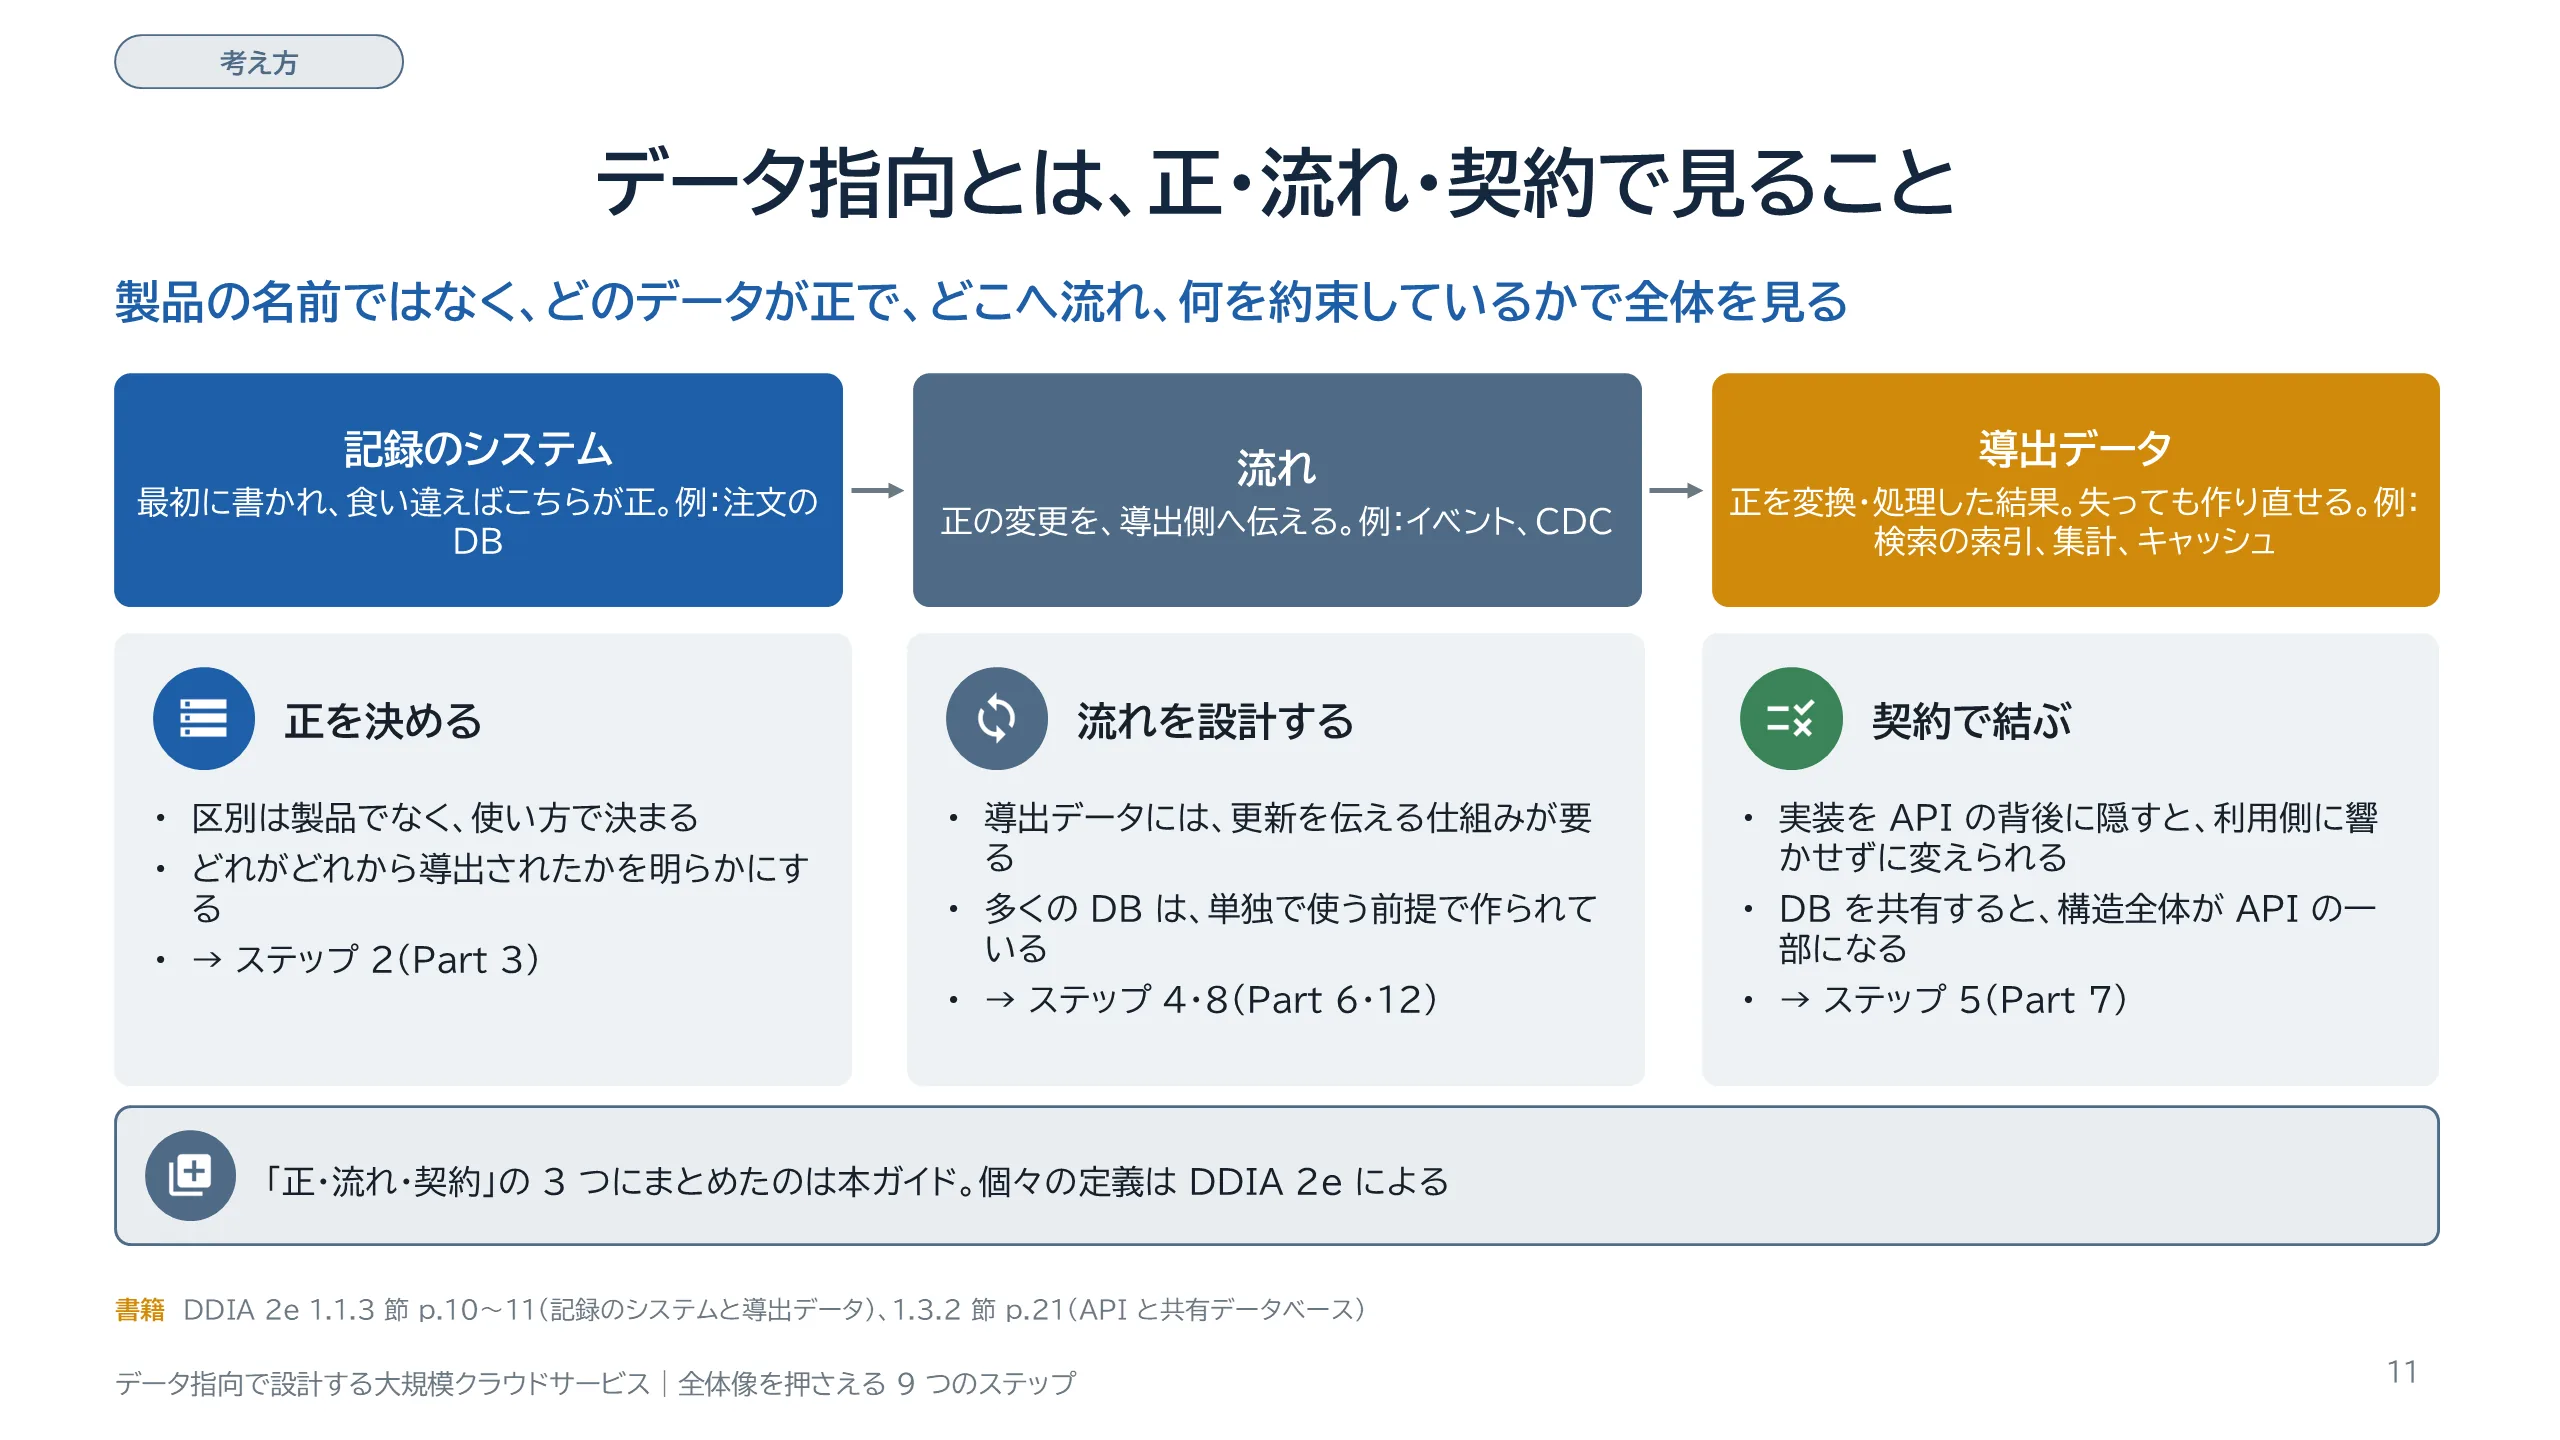 考え方
データ指向とは、正・流れ・契約で見ること
製品の名前ではなく、どのデータが正で、どこへ流れ、何を約束しているかで全体を見る
記録のシステム
最初に書かれ、食い違えばこちらが正。例：注文の
DB
流れ
正の変更を、導出側へ伝える。例：イベント、CDC
導出データ
正を変換・処理した結果。失っても作り直せる。例：
検索の索引、集計、キャッシュ
正を決める
• 区別は製品でなく、使い方で決まる
• どれがどれから導出されたかを明らかにす
る
• → ステップ 2（Part 3）
流れを設計する
• 導出データには、更新を伝える仕組みが要
る
• 多くの DB は、単独で使う前提で作られて
いる
• → ステップ 4・8（Part 6・12）
契約で結ぶ
• 実装を API の背後に隠すと、利用側に響
かせずに変えられる
• DB を共有すると、構造全体が API の一
部になる
• → ステップ 5（Part 7）
「正・流れ・契約」の 3 つにまとめたのは本ガイド。個々の定義は DDIA 2e による
書籍 DDIA 2e 1.1.3 節 p.10～11（記録のシステムと導出データ）、1.3.2 節 p.21（API と共有データベース）
データ指向で設計する大規模クラウドサービス｜全体像を押さえる 9 つのステップ
11